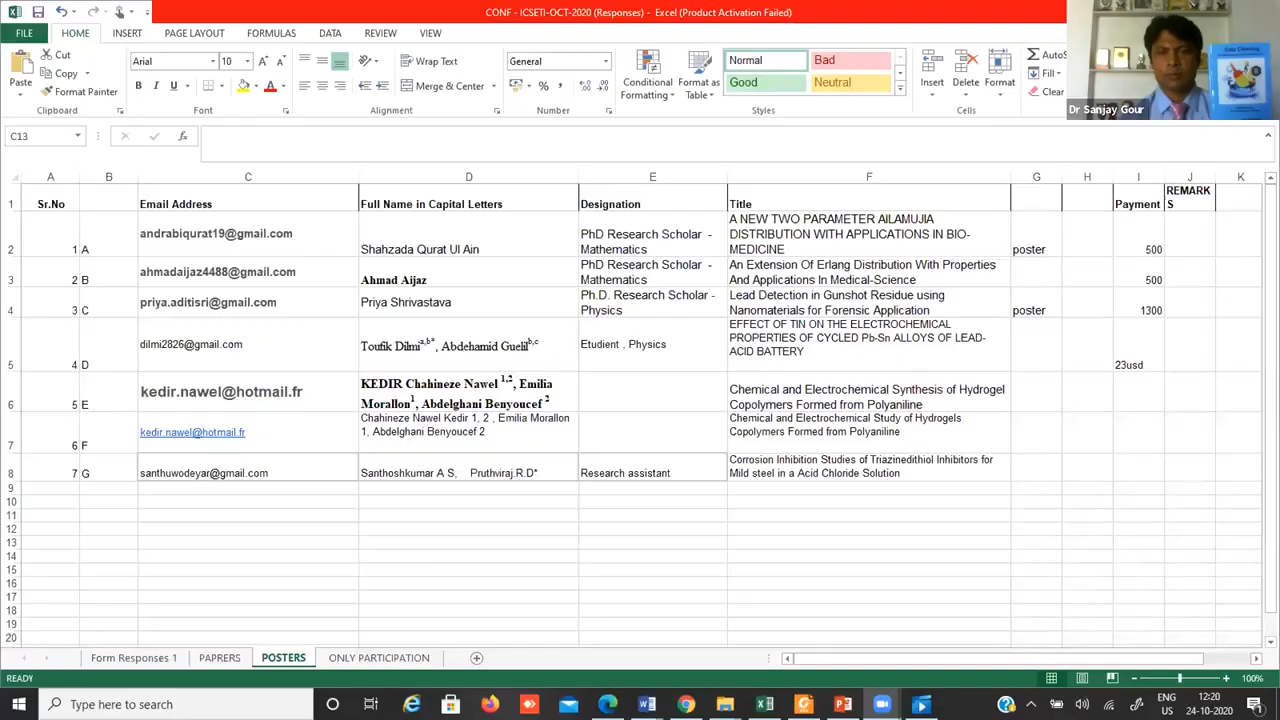 CONF - ICSETI-OCT-2020 (Responses) - Excel (Product Activation Failed)
FILE HOME INSERT PAGE LAYOUT FORMULAS DATA REVIEW VIEW
Cut
Copy
Format Painter
Paste
Clipboard
Arial 10
B I U
Font
Wrap Text
Merge & Center
Alignment
General
%
Number
Conditional Formatting
Format as Table
Normal Bad
Good Neutral
Styles
Insert Delete Format
Cells
AutoS
Fill
Clear
Dr Sanjay Gour
C13
fx
A B C D E F G H I J K
1 Sr.No Email Address Full Name in Capital Letters Designation Title Payment REMARKS
2 1 A andrabiqurat19@gmail.com Shahzada Qurat Ul Ain PhD Research Scholar - Mathematics A NEW TWO PARAMETER AILAMUJIA DISTRIBUTION WITH APPLICATIONS IN BIO-MEDICINE poster 500
3 2 B ahmadaijaz4488@gmail.com Ahmad Aijaz PhD Research Scholar - Mathematics An Extension Of Erlang Distribution With Properties And Applications In Medical-Science 500
4 3 C priya.aditisri@gmail.com Priya Shrivastava Ph.D. Research Scholar - Physics Lead Detection in Gunshot Residue using Nanomaterials for Forensic Application poster 1300
5 4 D dilmi2826@gmail.com Toufik Dilmi a,b*, Abdehamid Guelil b,c Etudient , Physics EFFECT OF TIN ON THE ELECTROCHEMICAL PROPERTIES OF CYCLED Pb-Sn ALLOYS OF LEAD-ACID BATTERY 23usd
6 5 E kedir.nawel@hotmail.fr KEDIR Chahineze Nawel 1,2, Emilia Morallon1, Abdelghani Benyoucef 2 Chemical and Electrochemical Synthesis of Hydrogel Copolymers Formed from Polyaniline
7 6 F kedir.nawel@hotmail.fr Chahineze Nawel Kedir 1, 2 , Emilia Morallon 1, Abdelghani Benyoucef 2 Chemical and Electrochemical Study of Hydrogels Copolymers Formed from Polyaniline
8 7 G santhuwodeyar@gmail.com Santhoshkumar A S, Pruthviraj.R.D* Research assistant Corrosion Inhibition Studies of Triazinedithiol Inhibitors for Mild steel in a Acid Chloride Solution
9
10
11
12
13
14
15
16
17
18
19
20
Form Responses 1 PAPRERS POSTERS ONLY PARTICIPATION
READY 100%
Type here to search
ENG
US
12:20
24-10-2020